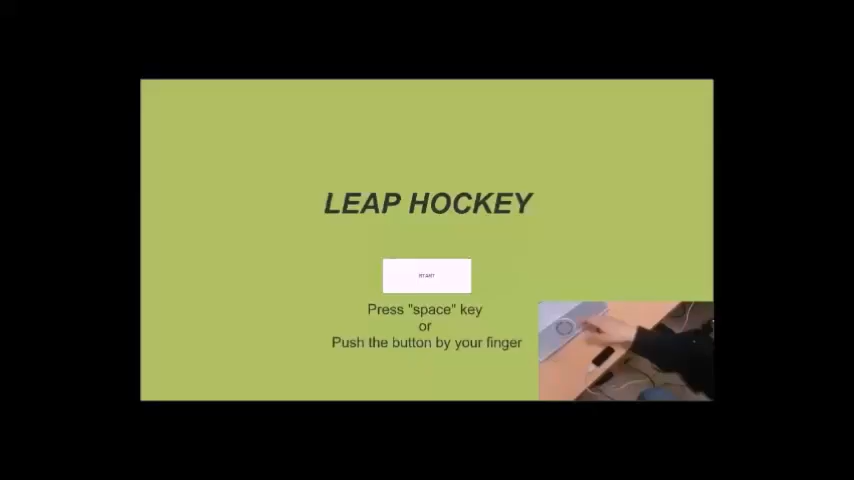 LEAP HOCKEY
START
Press "space" key
or
Push the button by your finger